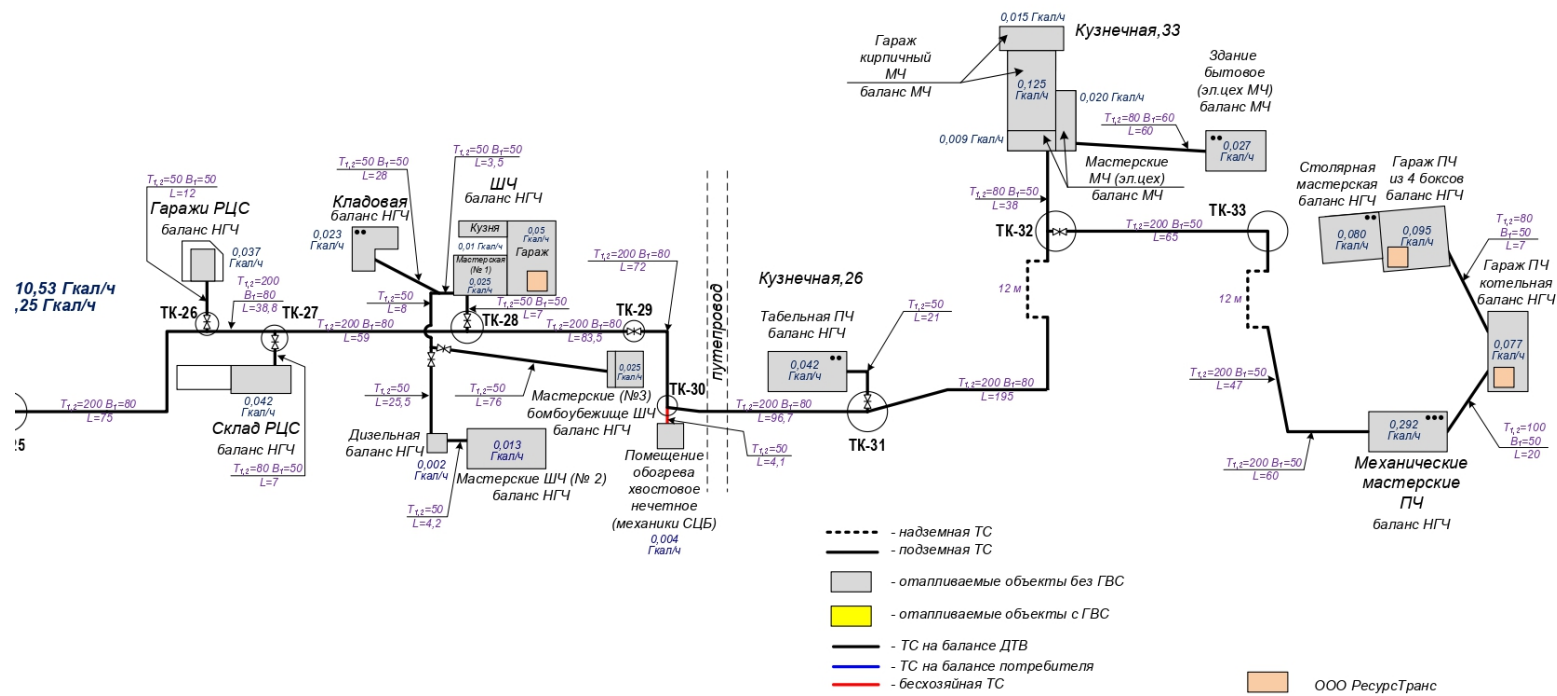 10,53 Гкал/ч
,25 Гкал/ч
25
T₁,₂=200 B₁=80
L=75
T₁,₂=50 B₁=50
L=12
Гаражи РЦС
баланс НГЧ
0,037
Гкал/ч
ТК-26
T₁,₂=200
B₁=80
L=38,8
ТК-27
0,042
Гкал/ч
Склад РЦС
баланс НГЧ
T₁,₂=80 B₁=50
L=7
T₁,₂=200 B₁=80
L=59
T₁,₂=50 B₁=50
L=28
Кладовая
баланс НГЧ
0,023
Гкал/ч
T₁,₂=50 B₁=50
L=3,5
ШЧ
баланс НГЧ
Кузня
0,01 Гкал/ч
Мастерская
(№ 1)
0,025
Гкал/ч
0,05
Гкал/ч
Гараж
T₁,₂=50
L=8
T₁,₂=50 B₁=50
L=7
ТК-28
T₁,₂=200 B₁=80
L=83,5
ТК-29
T₁,₂=200 B₁=80
L=72
T₁,₂=50
L=25,5
T₁,₂=50
L=76
0,025
Гкал/ч
Мастерские (№3)
бомбоубежище ШЧ
баланс НГЧ
Дизельная
баланс НГЧ
0,002
Гкал/ч
0,013
Гкал/ч
Мастерские ШЧ (№ 2)
баланс НГЧ
T₁,₂=50
L=4,2
ТК-30
T₁,₂=50
L=4,1
Помещение
обогрева
хвостовое
нечетное
(механики СЦБ)
0,004
Гкал/ч
путепровод
T₁,₂=200 B₁=80
L=96,7
Кузнечная,26
Табельная ПЧ
баланс НГЧ
0,042
Гкал/ч
T₁,₂=50
L=21
ТК-31
T₁,₂=200 B₁=80
L=195
0,015 Гкал/ч
Кузнечная,33
Гараж
кирпичный
МЧ
баланс МЧ
0,125
Гкал/ч
0,020 Гкал/ч
0,009 Гкал/ч
Мастерские
МЧ (эл.цех)
баланс МЧ
T₁,₂=80 B₁=60
L=60
Здание
бытовое
(эл.цех МЧ)
баланс МЧ
0,027
Гкал/ч
T₁,₂=80 B₁=50
L=38
ТК-32
12 м
T₁,₂=200 B₁=50
L=65
ТК-33
12 м
T₁,₂=200 B₁=50
L=47
T₁,₂=200 B₁=50
L=60
Столярная
мастерская
баланс НГЧ
0,080
Гкал/ч
Гараж ПЧ
из 4 боксов
баланс НГЧ
0,095
Гкал/ч
T₁,₂=80
B₁=50
L=7
Гараж ПЧ
котельная
баланс НГЧ
0,077
Гкал/ч
T₁,₂=100
B₁=50
L=20
0,292
Гкал/ч
Механические
мастерские
ПЧ
баланс НГЧ
- надземная ТС
- подземная ТС
- отапливаемые объекты без ГВС
- отапливаемые объекты с ГВС
- ТС на балансе ДТВ
- ТС на балансе потребителя
- бесхозяйная ТС
ООО РесурсТранс